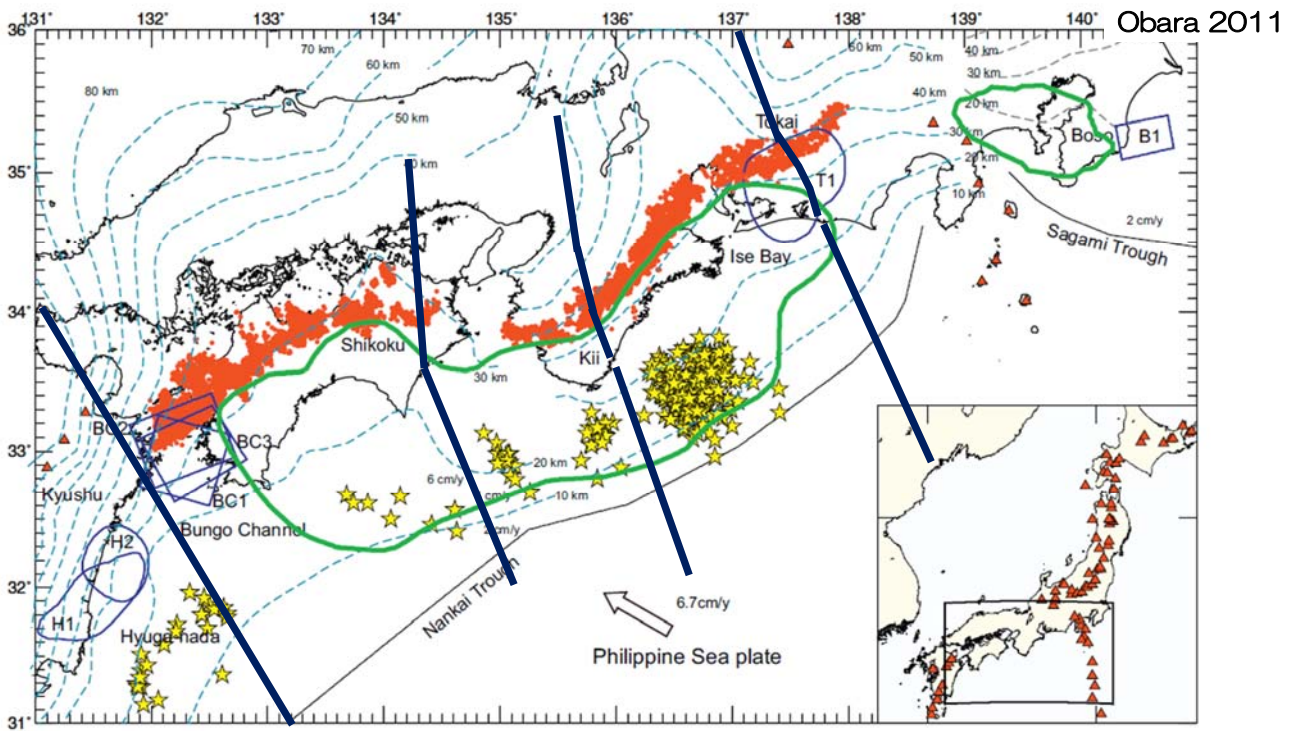 131°
132°
133°
134°
135°
136°
137°
138°
139°
140°
Obara 2011
36°
70 km
60 km
60 km
50 km
40 km
30 km
80 km
50 km
40 km
20 km
Tokai
30 km
Boso
B1
20 km
35°
T1
10 km
2 cm/y
Sagami Trough
Ise Bay
34°
Shikoku
Kii
30 km
BC2
BC3
33°
20 km
6 cm/y
cm/y
10 km
Kyushu
BC1
Bungo Channel
2 cm/y
H2
32°
Nankai Trough
6.7cm/y
H1
Hyuga-nada
Philippine Sea plate
31°